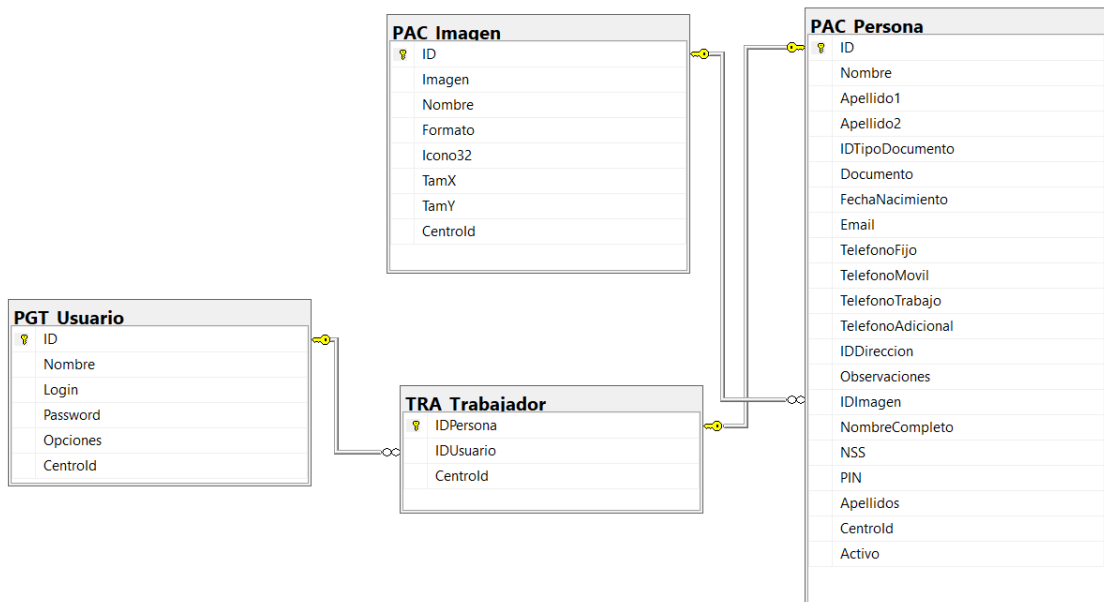 PAC_Imagen
ID
Imagen
Nombre
Formato
Icono32
TamX
TamY
CentroId
PAC_Persona
ID
Nombre
Apellido1
Apellido2
IDTipoDocumento
Documento
FechaNacimiento
Email
TelefonoFijo
TelefonoMovil
TelefonoTrabajo
TelefonoAdicional
IDDireccion
Observaciones
IDImagen
NombreCompleto
NSS
PIN
Apellidos
CentroId
Activo
PGT_Usuario
ID
Nombre
Login
Password
Opciones
CentroId
TRA_Trabajador
IDPersona
IDUsuario
CentroId